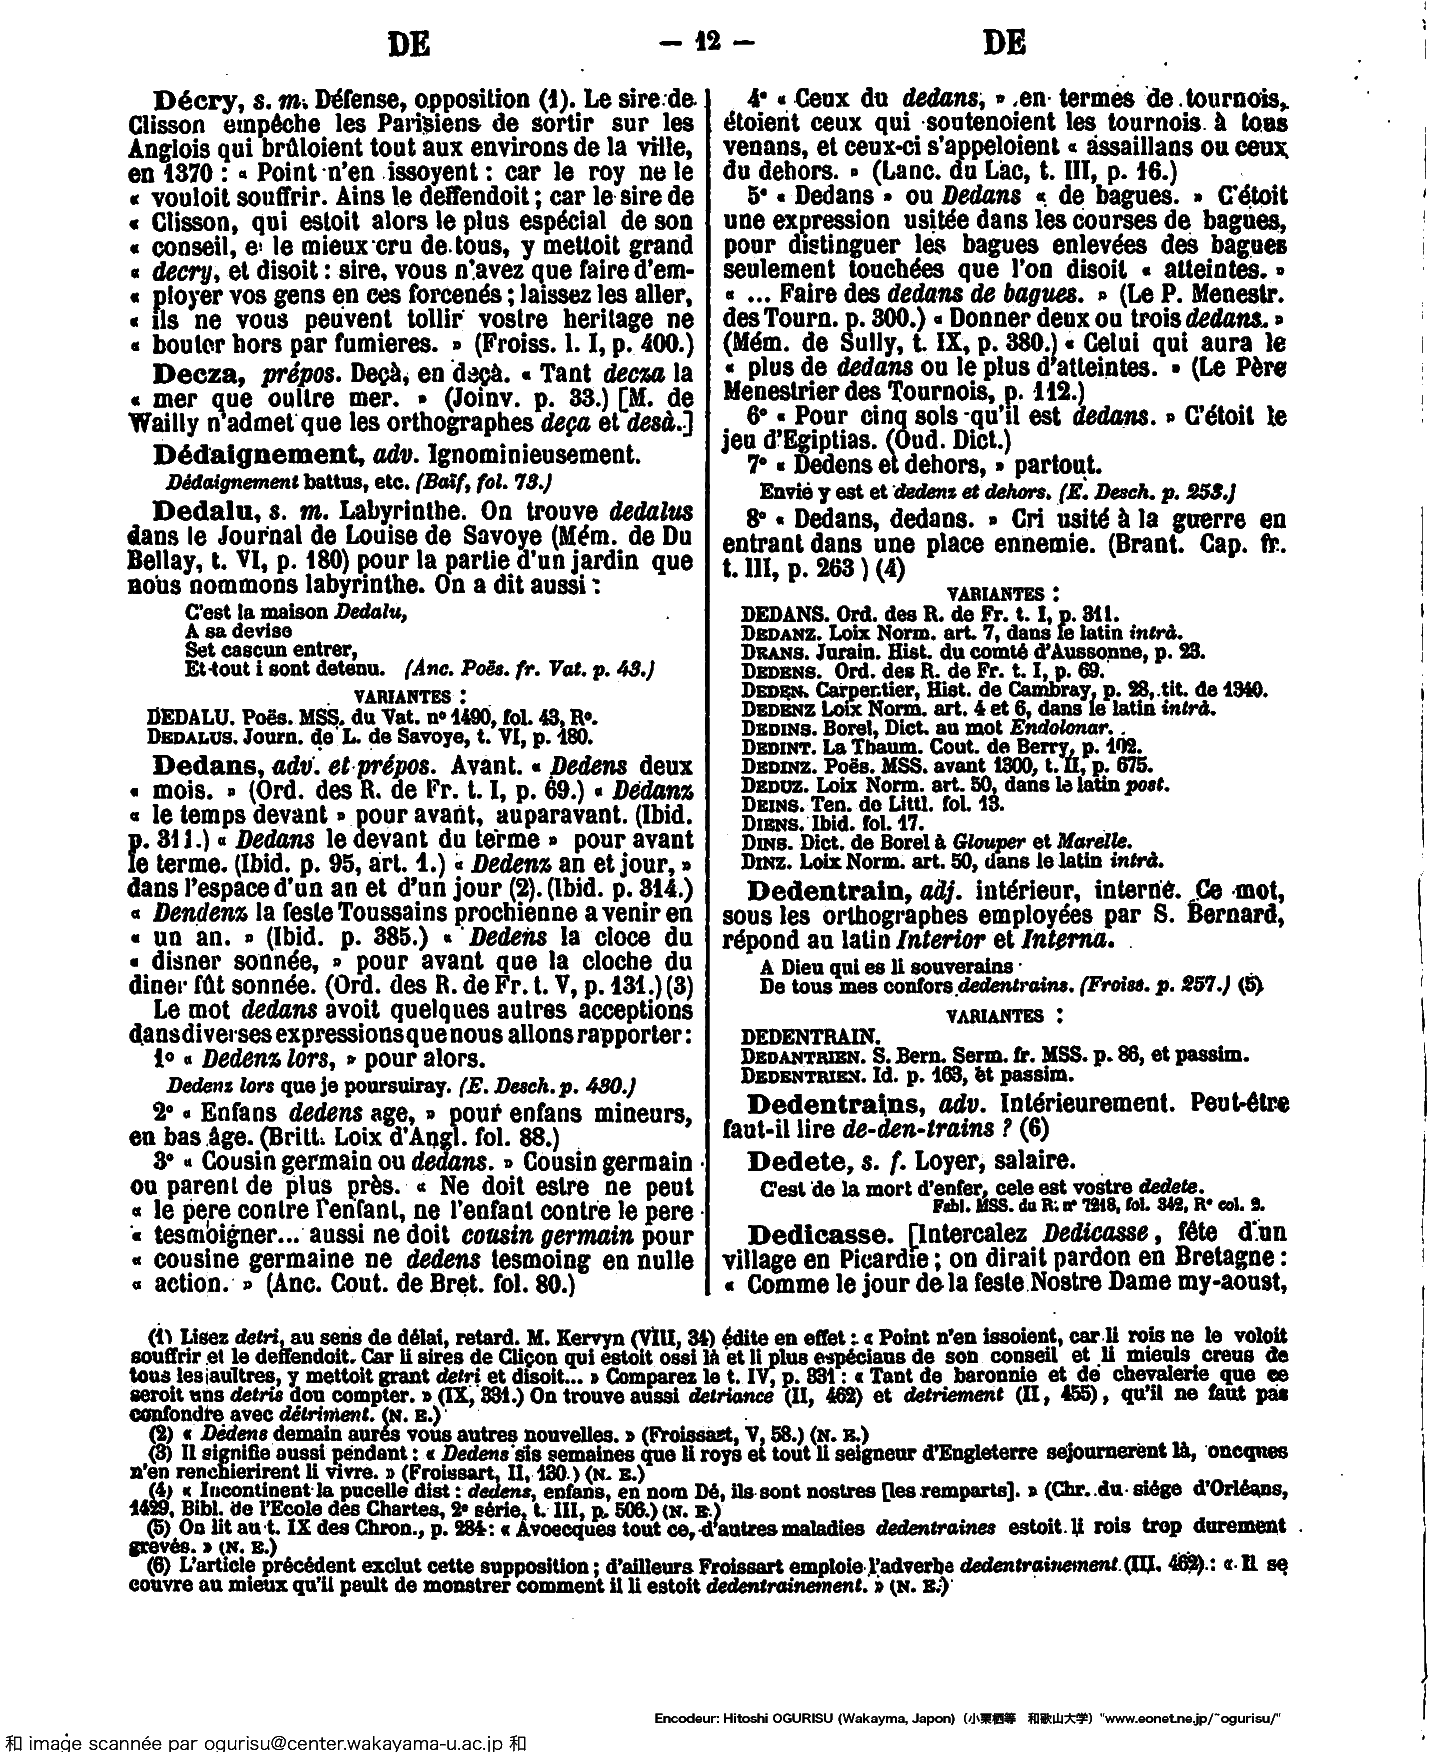 DE — 12 — DE
Décry, s. m. Défense, opposition (1). Le sire de
Clisson empêche les Parisiens de sortir sur les
Anglois qui brûloient tout aux environs de la ville,
en 1370 : « Point n'en issoyent : car le roy ne le
« vouloit souffrir. Ains le deffendoit ; car le sire de
« Clisson, qui estoit alors le plus espécial de son
« conseil, et le mieux cru de tous, y mettoit grand
« decry, et disoit : sire, vous n'avez que faire d'em-
« ployer vos gens en ces forcenés ; laissez les aller,
« ils ne vous peuvent tollir vostre heritage ne
« bouter hors par fumieres. » (Froiss. l. I, p. 400.)
Decza, prépos. Deçà, en deçà. « Tant decza la
« mer que oultre mer. » (Joinv. p. 33.) [M. de
Wailly n'admet que les orthographes deça et desà.]
Dédaignement, adv. Ignominieusement.
Dédaignement battus, etc. (Baïf, fol. 73.)
Dedalu, s. m. Labyrinthe. On trouve dedalus
dans le Journal de Louise de Savoye (Mém. de Du
Bellay, t. VI, p. 180) pour la partie d'un jardin que
nous nommons labyrinthe. On a dit aussi :
C'est la maison Dedalu,
A sa devise
Set cascun entrer,
Et tout i sont detenu. (Anc. Poës. fr. Vat. p. 43.)
VARIANTES :
DEDALU. Poës. MSS. du Vat. nº 1490, fol. 43, Rº.
DEDALUS. Journ. de L. de Savoye, t. VI, p. 180.
Dedans, adv. et prépos. Avant. « Dedens deux
« mois. » (Ord. des R. de Fr. t. I, p. 69.) « Dedanz
« le temps devant » pour avant, auparavant. (Ibid.
p. 311.) « Dedans le devant du terme » pour avant
le terme. (Ibid. p. 95, art. 1.) « Dedenz an et jour, »
dans l'espace d'un an et d'un jour (2). (Ibid. p. 314.)
« Dendenz la feste Toussains prochienne a venir en
« un an. » (Ibid. p. 385.) « Dedens la cloce du
« disner sonnée, » pour avant que la cloche du
diner fût sonnée. (Ord. des R. de Fr. t. V, p. 131.) (3)
Le mot dedans avoit quelques autres acceptions
dans diverses expressions que nous allons rapporter :
1º « Dedenz lors, » pour alors.
Dedenz lors que je poursuiray. (E. Desch. p. 480.)
2º « Enfans dedens age, » pour enfans mineurs,
en bas âge. (Britt. Loix d'Angl. fol. 88.)
3º « Cousin germain ou dedans. » Cousin germain
ou parent de plus près. « Ne doit estre ne peut
« le pere contre l'enfant, ne l'enfant contre le pere
« tesmoigner... aussi ne doit cousin germain pour
« cousine germaine ne dedens tesmoing en nulle
« action. » (Anc. Cout. de Bret. fol. 80.)
4º « Ceux du dedans, » en termes de tournois,
étoient ceux qui soutenoient les tournois à tous
venans, et ceux-ci s'appeloient « assaillans ou ceux
du dehors. » (Lanc. du Lac, t. III, p. 16.)
5º « Dedans » ou Dedans « de bagues. » C'étoit
une expression usitée dans les courses de bagues,
pour distinguer les bagues enlevées des bagues
seulement touchées que l'on disoit « atteintes. »
« ... Faire des dedans de bagues. » (Le P. Menestr.
des Tourn. p. 300.) « Donner deux ou trois dedans. »
(Mém. de Sully, t. IX, p. 380.) « Celui qui aura le
« plus de dedans ou le plus d'atteintes. » (Le Père
Menestrier des Tournois, p. 112.)
6º « Pour cinq sols qu'il est dedans. » C'étoit le
jeu d'Egiptias. (Oud. Dict.)
7º « Dedens et dehors, » partout.
Envie y est et dedenz et dehors. (E. Desch. p. 253.)
8º « Dedans, dedans. » Cri usité à la guerre en
entrant dans une place ennemie. (Brant. Cap. fr.
t. III, p. 263 ) (4)
VARIANTES :
DEDANS. Ord. des R. de Fr. t. I, p. 311.
DEDANZ. Loix Norm. art. 7, dans le latin intrà.
DRANS. Jurain. Hist. du comté d'Aussonne, p. 23.
DEDENS. Ord. des R. de Fr. t. I, p. 69.
DEDEN. Carpentier, Hist. de Cambray, p. 28, tit. de 1340.
DEDENZ Loix Norm. art. 4 et 6, dans le latin intrà.
DEDINS. Borel, Dict. au mot Endolonar.
DEDINT. La Thaum. Cout. de Berry, p. 102.
DEDINZ. Poës. MSS. avant 1300, t. II, p. 675.
DEDUZ. Loix Norm. art. 50, dans le latin post.
DEINS. Ten. de Littl. fol. 13.
DIENS. Ibid. fol. 17.
DINS. Dict. de Borel à Glouper et Marelle.
DINZ. Loix Norm. art. 50, dans le latin intrà.
Dedentrain, adj. intérieur, interne. Ce mot,
sous les orthographes employées par S. Bernard,
répond au latin Interior et Interna.
A Dieu qui es li souverains
De tous mes confors dedentrains. (Froiss. p. 257.) (5)
VARIANTES :
DEDENTRAIN.
DEDANTRIEN. S. Bern. Serm. fr. MSS. p. 86, et passim.
DEDENTRIEN. Id. p. 163, et passim.
Dedentrains, adv. Intérieurement. Peut-être
faut-il lire de-den-trains ? (6)
Dedete, s. f. Loyer, salaire.
C'est de la mort d'enfer, cele est vostre dedete.
Fabl. MSS. du R. nº 7218, fol. 342, Rº col. 2.
Dedicasse. [Intercalez Dedicasse, fête d'un
village en Picardie ; on dirait pardon en Bretagne :
« Comme le jour de la feste Nostre Dame my-aoust,
(1) Lisez detri, au sens de délai, retard. M. Kervyn (VIII, 34) édite en effet : « Point n'en issoient, car li rois ne le voloit
souffrir et le deffendoit. Car li sires de Cliçon qui estoit ossi là et li plus espécians de son conseil et li mieuls creus de
tous les aultres, y mettoit grant detri et disoit... » Comparez le t. IV, p. 331 : « Tant de baronnie et de chevalerie que ce
seroit uns detris dou compter. » (IX, 331.) On trouve aussi detriance (II, 462) et detriement (II, 455), qu'il ne faut pas
confondre avec détriment. (N. E.)
(2) « Dedens demain aurés vous autres nouvelles. » (Froissart, V, 58.) (N. E.)
(3) Il signifie aussi pendant : « Dedens sis semaines que li roys et tout li seigneur d'Engleterre sejournerent là, oncques
n'en renchierirent li vivre. » (Froissart, II, 130.) (N. E.)
(4) « Incontinent la pucelle dist : dedens, enfans, en nom Dé, ils sont nostres [les remparts]. » (Chr. du siége d'Orléans,
1429, Bibl. de l'Ecole des Chartes, 2º série, t. III, p. 506.) (N. E.)
(5) On lit au t. IX des Chron., p. 284 : « Avoecques tout ce, d'autres maladies dedentraines estoit li rois trop durement
grevés. » (N. E.)
(6) L'article précédent exclut cette supposition ; d'ailleurs Froissart emploie l'adverbe dedentrainement (III. 462) : « Il se
couvre au mieux qu'il peult de monstrer comment il li estoit dedentrainement. » (N. E.)
Encodeur: Hitoshi OGURISU (Wakayma, Japon) (小栗栖等 和歌山大学) "www.eonet.ne.jp/~ogurisu/"
和 image scannée par ogurisu@center.wakayama-u.ac.jp 和